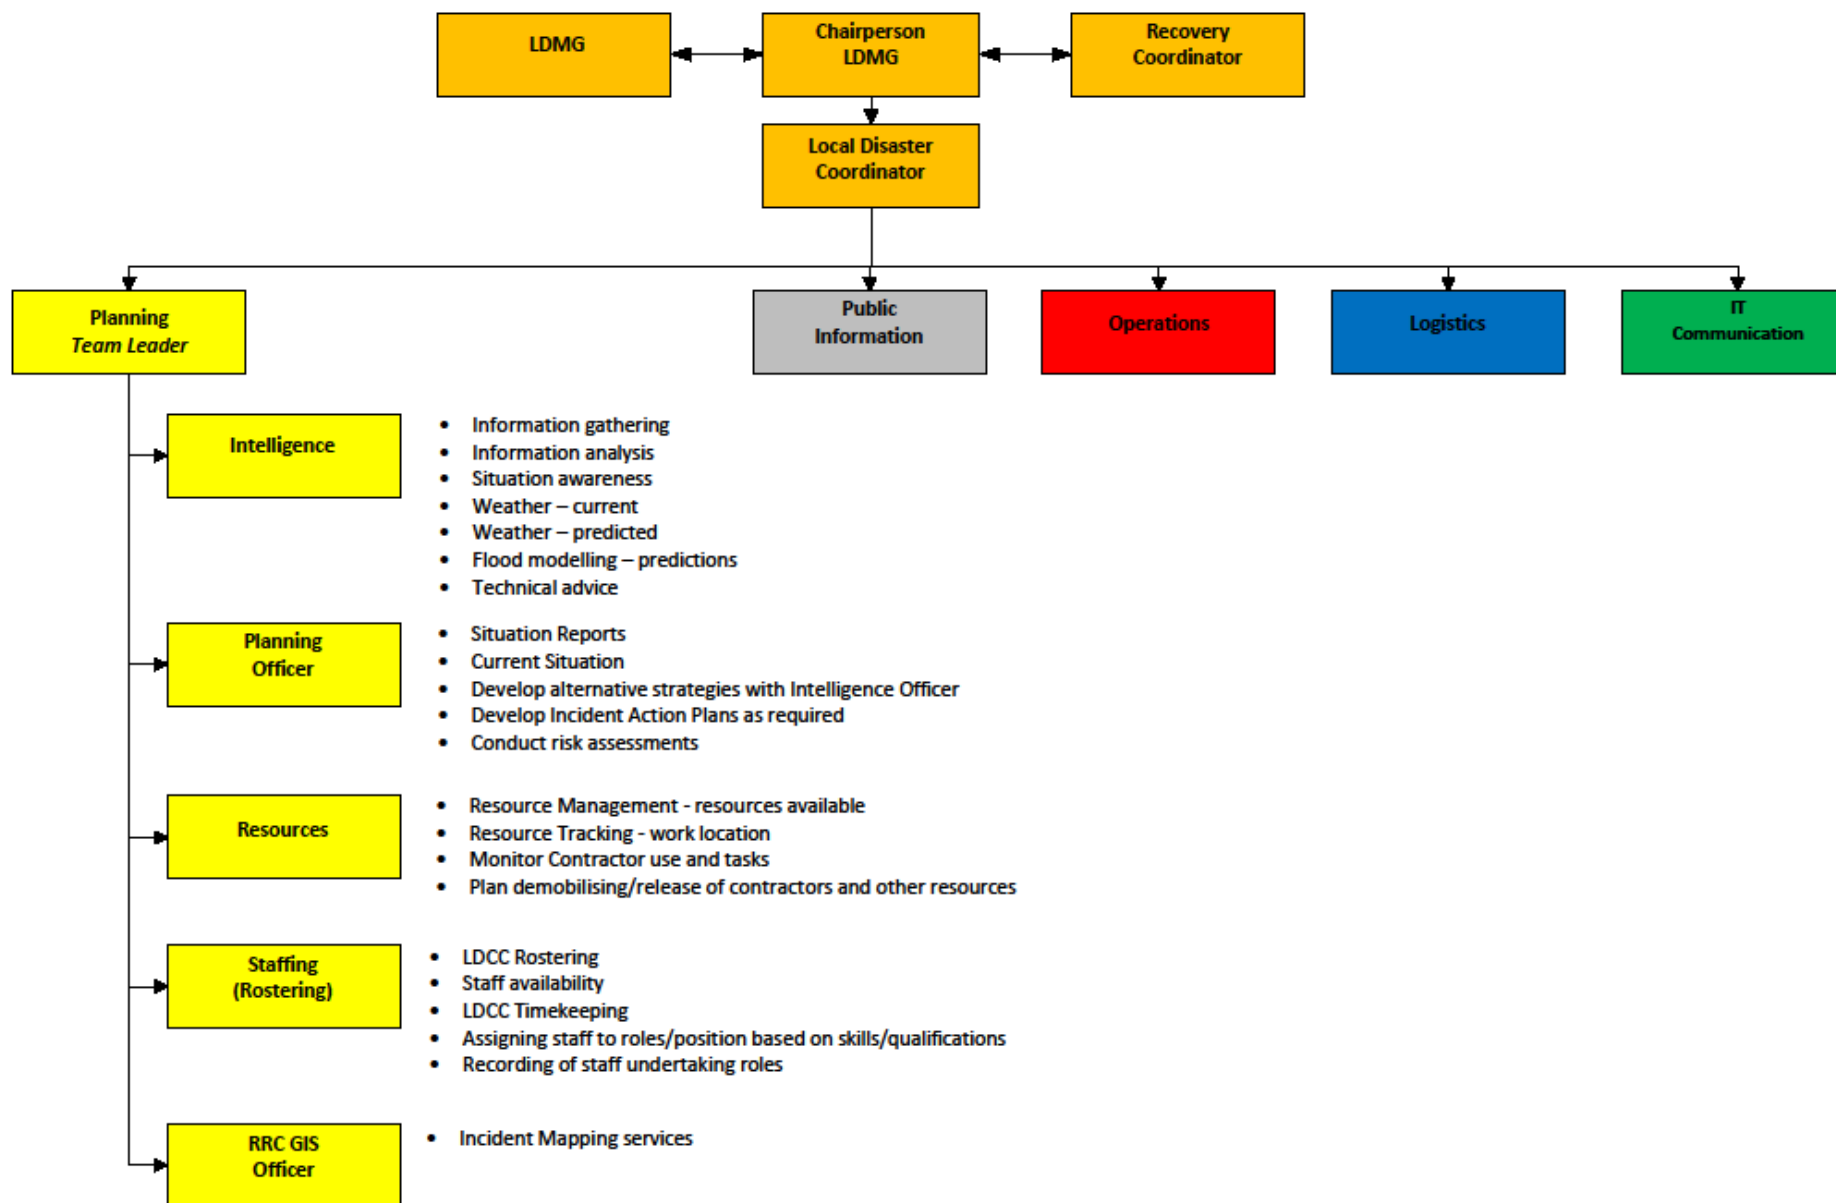 LDMG
Chairperson
LDMG
Recovery
Coordinator
Local Disaster
Coordinator
Planning
Team Leader
Public
Information
Operations
Logistics
IT
Communication
Intelligence
• Information gathering
• Information analysis
• Situation awareness
• Weather – current
• Weather – predicted
• Flood modelling – predictions
• Technical advice
Planning
Officer
• Situation Reports
• Current Situation
• Develop alternative strategies with Intelligence Officer
• Develop Incident Action Plans as required
• Conduct risk assessments
Resources
• Resource Management - resources available
• Resource Tracking - work location
• Monitor Contractor use and tasks
• Plan demobilising/release of contractors and other resources
Staffing
(Rostering)
• LDCC Rostering
• Staff availability
• LDCC Timekeeping
• Assigning staff to roles/position based on skills/qualifications
• Recording of staff undertaking roles
RRC GIS
Officer
• Incident Mapping services